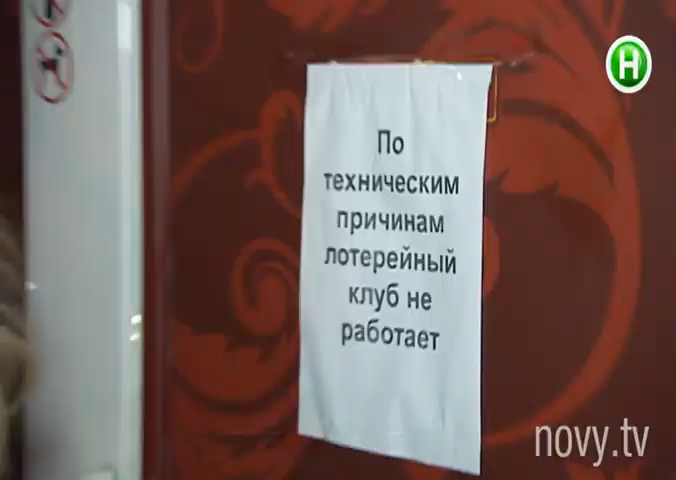 Н
По
техническим
причинам
лотерейный
клуб не
работает
novy.tv